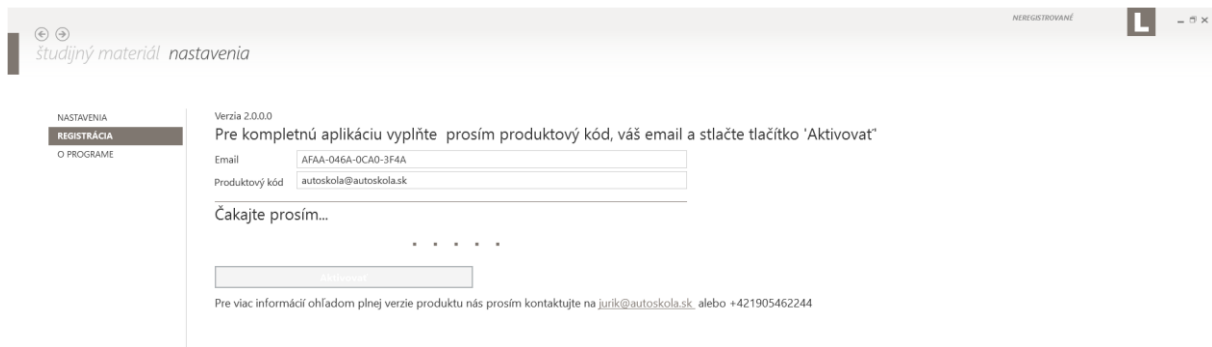 NEREGISTROVANÉ
L
študijný materiál nastavenia
NASTAVENIA
REGISTRÁCIA
O PROGRAME
Verzia 2.0.0.0
Pre kompletnú aplikáciu vyplňte prosím produktový kód, váš email a stlačte tlačítko 'Aktivovat"
Email AFAA-046A-0CA0-3F4A
Produktový kód autoskola@autoskola.sk
Čakajte prosím...
Aktivovať
Pre viac informácií ohľadom plnej verzie produktu nás prosím kontaktujte na jurik@autoskola.sk alebo +421905462244